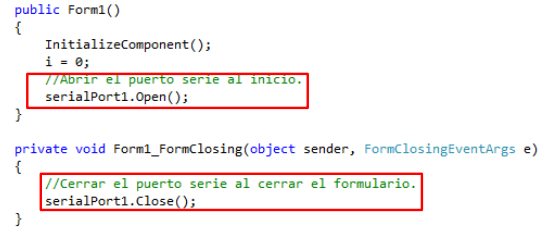 public Form1()
{
    InitializeComponent();
    i = 0;
    //Abrir el puerto serie al inicio.
    serialPort1.Open();
}
private void Form1_FormClosing(object sender, FormClosingEventArgs e)
{
    //Cerrar el puerto serie al cerrar el formulario.
    serialPort1.Close();
}